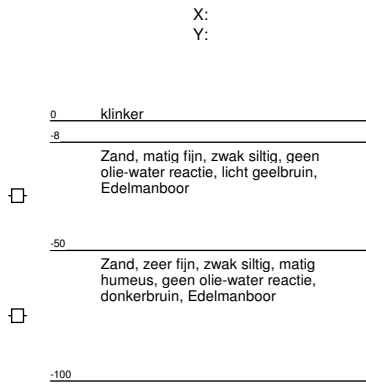 X:
Y:
0 klinker
-8
Zand, matig fijn, zwak siltig, geen
olie-water reactie, licht geelbruin,
Edelmanboor
-50
Zand, zeer fijn, zwak siltig, matig
humeus, geen olie-water reactie,
donkerbruin, Edelmanboor
-100